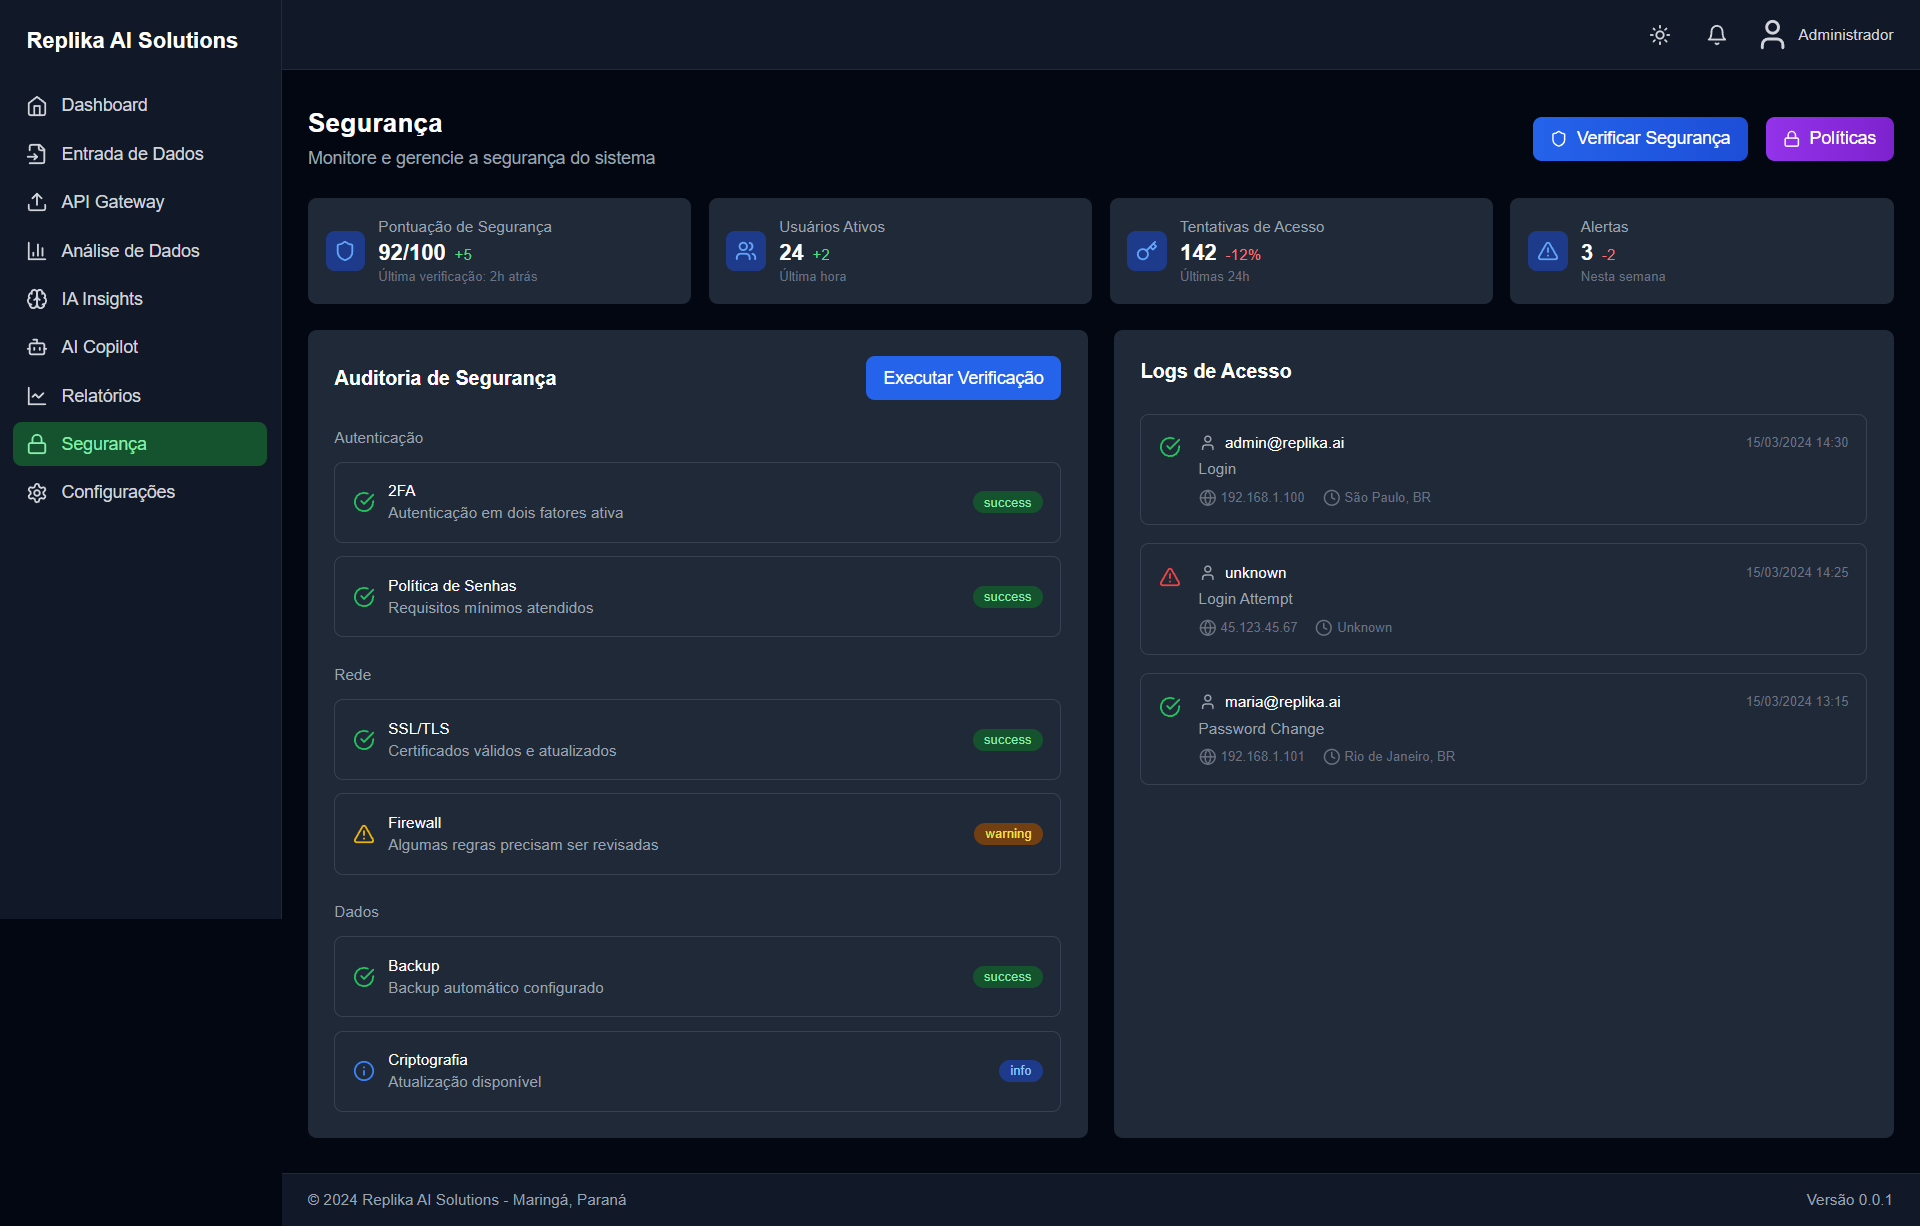 Replika AI Solutions
Administrador
Dashboard
Entrada de Dados
API Gateway
Análise de Dados
IA Insights
AI Copilot
Relatórios
Segurança
Configurações
Segurança
Monitore e gerencie a segurança do sistema
Verificar Segurança
Políticas
Pontuação de Segurança
92/100 +5
Última verificação: 2h atrás
Usuários Ativos
24 +2
Última hora
Tentativas de Acesso
142 -12%
Últimas 24h
Alertas
3 -2
Nesta semana
Auditoria de Segurança
Executar Verificação
Autenticação
2FA
Autenticação em dois fatores ativa
success
Política de Senhas
Requisitos mínimos atendidos
success
Rede
SSL/TLS
Certificados válidos e atualizados
success
Firewall
Algumas regras precisam ser revisadas
warning
Dados
Backup
Backup automático configurado
success
Criptografia
Atualização disponível
info
Logs de Acesso
admin@replika.ai 15/03/2024 14:30
Login
192.168.1.100 São Paulo, BR
unknown 15/03/2024 14:25
Login Attempt
45.123.45.67 Unknown
maria@replika.ai 15/03/2024 13:15
Password Change
192.168.1.101 Rio de Janeiro, BR
© 2024 Replika AI Solutions - Maringá, Paraná
Versão 0.0.1